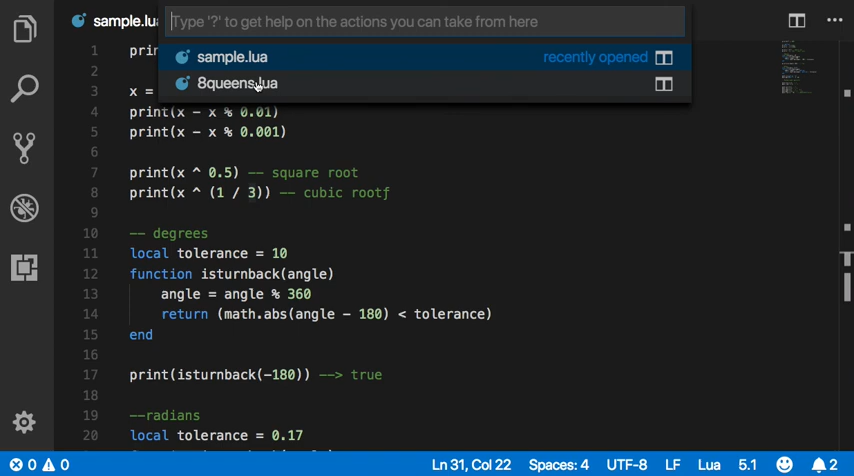 sample.lu
Type '?' to get help on the actions you can take from here
sample.lua recently opened
8queens.lua
1 prin
2
3 x =
4 print(x - x % 0.01)
5 print(x - x % 0.001)
6
7 print(x ^ 0.5) -- square root
8 print(x ^ (1 / 3)) -- cubic rootƒ
9
10 -- degrees
11 local tolerance = 10
12 function isturnback(angle)
13 angle = angle % 360
14 return (math.abs(angle - 180) < tolerance)
15 end
16
17 print(isturnback(-180)) --> true
18
19 --radians
20 local tolerance = 0.17
0 0 Ln 31, Col 22 Spaces: 4 UTF-8 LF Lua 5.1 2